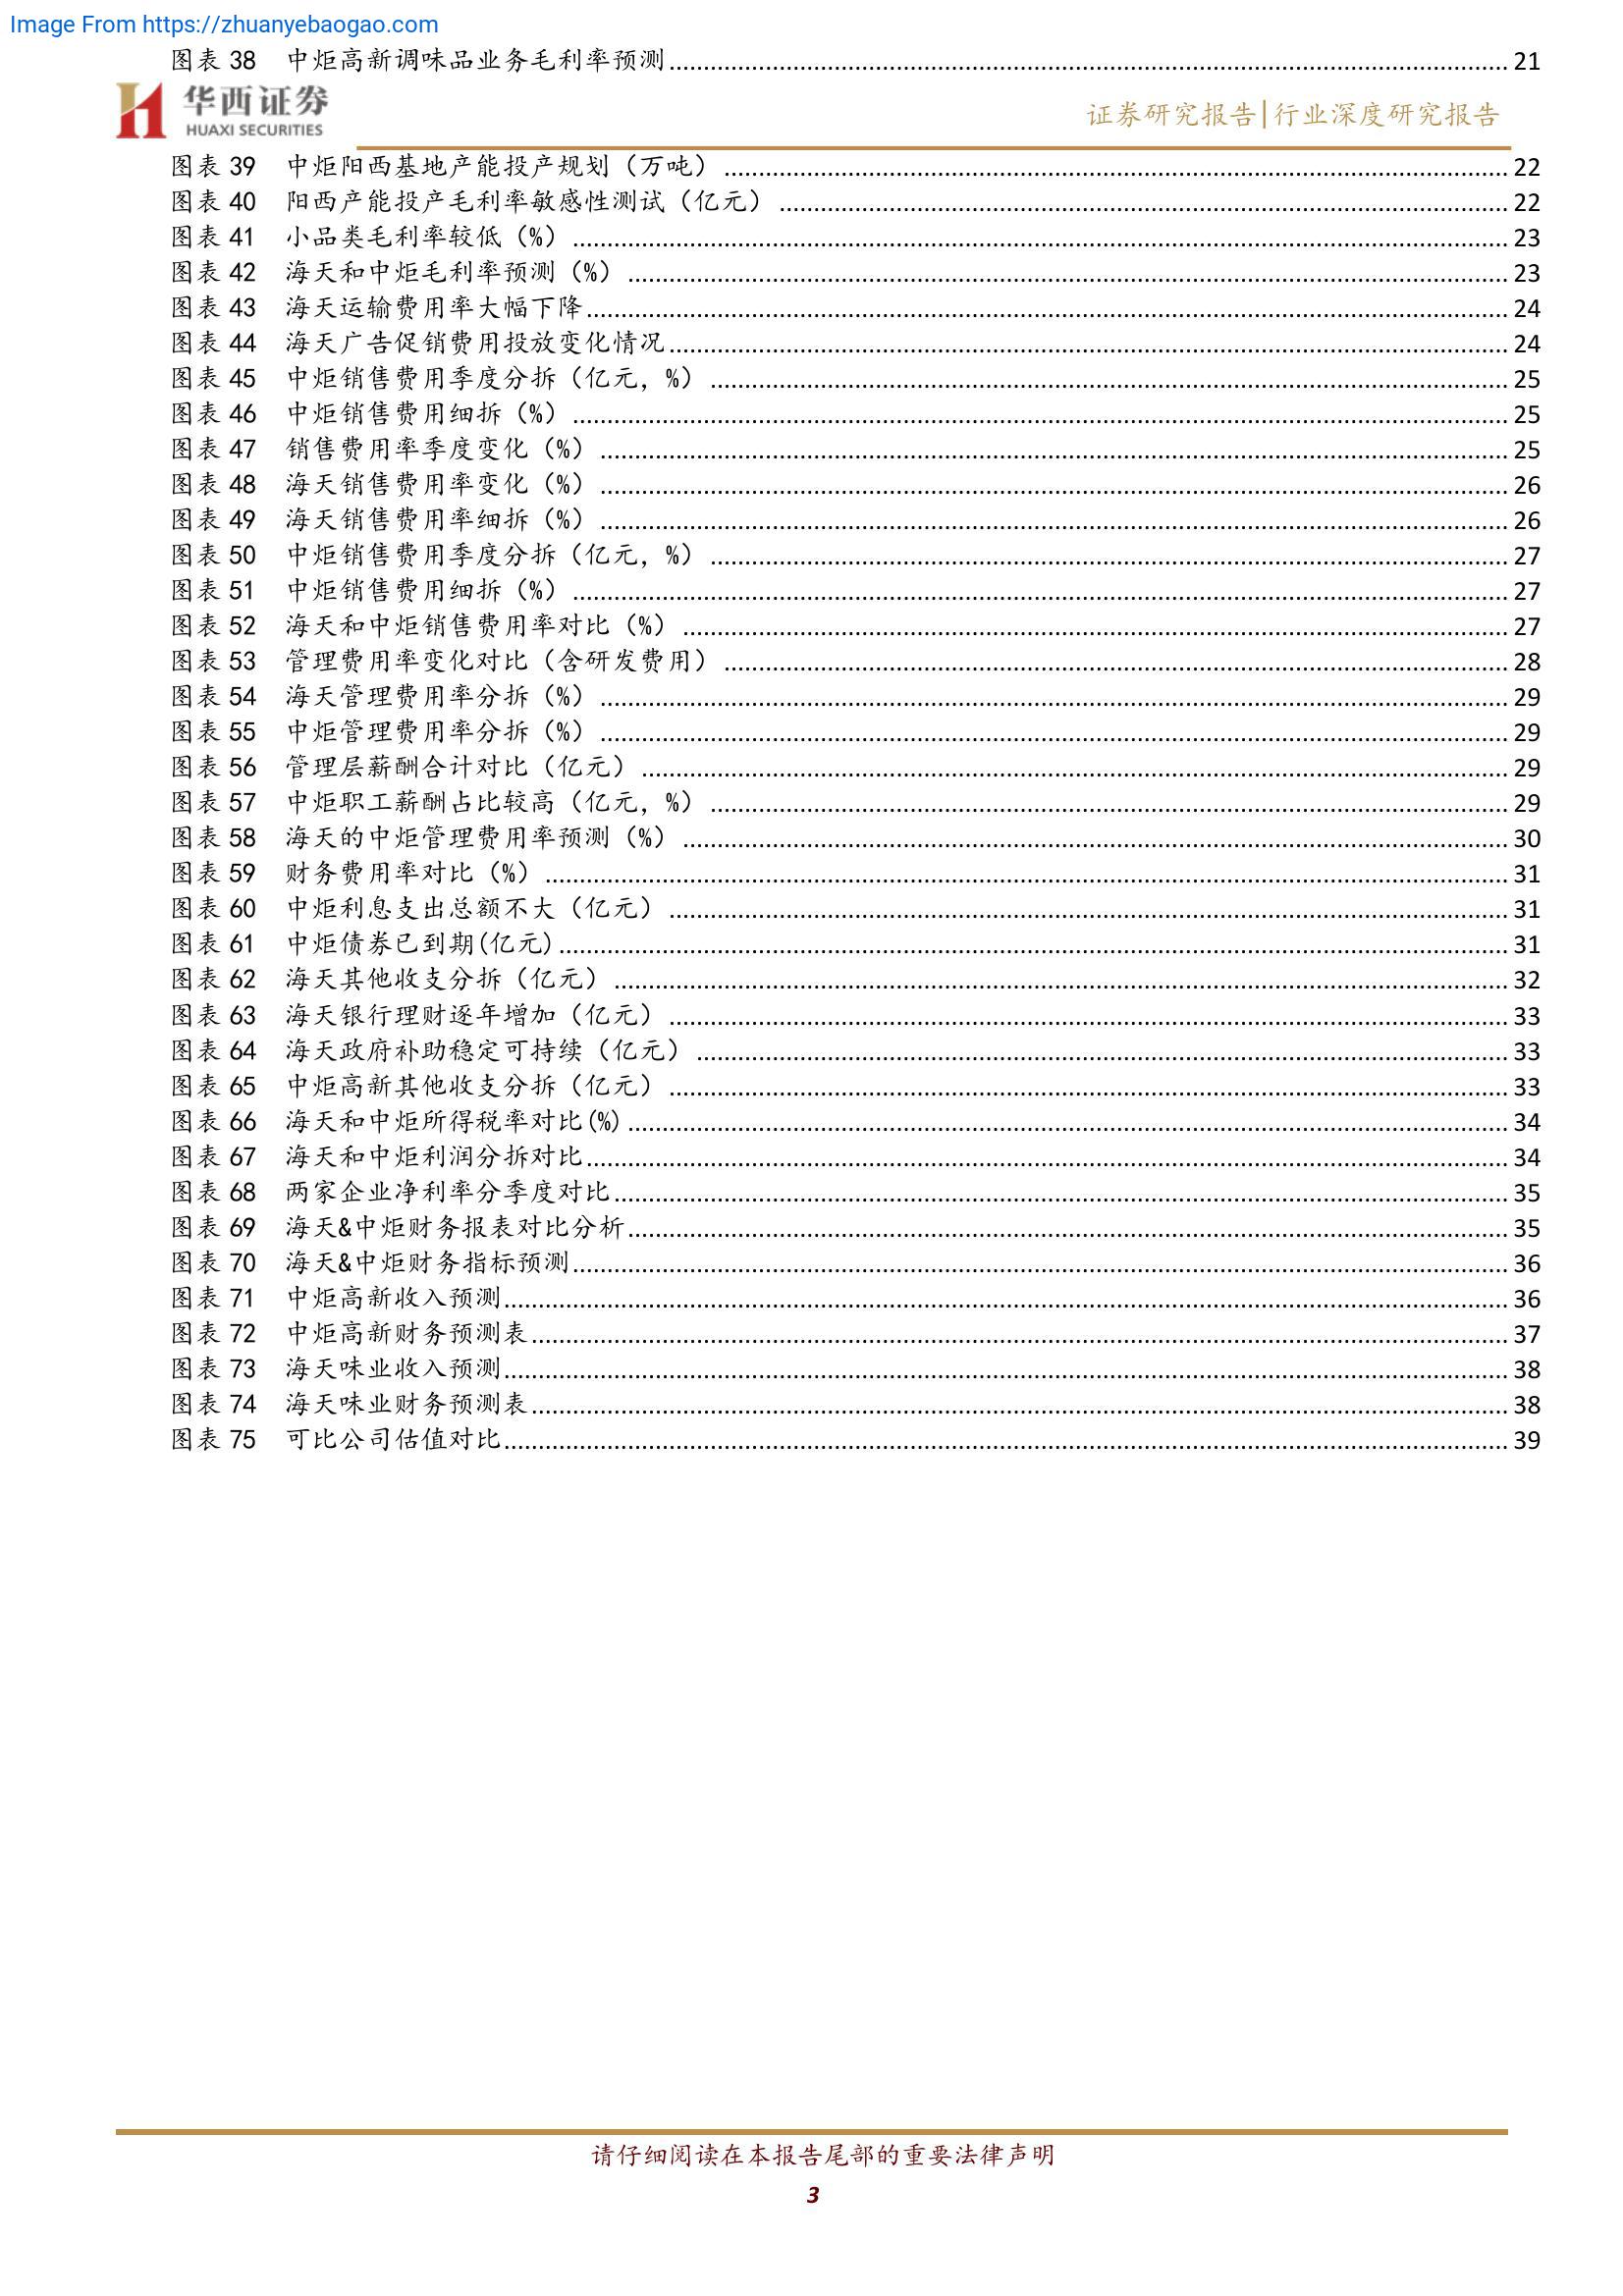 Image From https://zhuanyebaogao.com
图表 38 中炬高新调味品业务毛利率预测........................ 21
华西证券
HUAXI SECURITIES
证券研究报告|行业深度研究报告
图表 39 中炬阳西基地产能投产规划（万吨）........................ 22
图表 40 阳西产能投产毛利率敏感性测试（亿元）........................ 22
图表 41 小品类毛利率较低（%）........................ 23
图表 42 海天和中炬毛利率预测（%）........................ 23
图表 43 海天运输费用率大幅下降........................ 24
图表 44 海天广告促销费用投放变化情况........................ 24
图表 45 中炬销售费用季度分拆（亿元，%）........................ 25
图表 46 中炬销售费用细拆（%）........................ 25
图表 47 销售费用率季度变化（%）........................ 25
图表 48 海天销售费用率变化（%）........................ 26
图表 49 海天销售费用率细拆（%）........................ 26
图表 50 中炬销售费用季度分拆（亿元，%）........................ 27
图表 51 中炬销售费用细拆（%）........................ 27
图表 52 海天和中炬销售费用率对比（%）........................ 27
图表 53 管理费用率变化对比（含研发费用）........................ 28
图表 54 海天管理费用率分拆（%）........................ 29
图表 55 中炬管理费用率分拆（%）........................ 29
图表 56 管理层薪酬合计对比（亿元）........................ 29
图表 57 中炬职工薪酬占比较高（亿元，%）........................ 29
图表 58 海天的中炬管理费用率预测（%）........................ 30
图表 59 财务费用率对比（%）........................ 31
图表 60 中炬利息支出总额不大（亿元）........................ 31
图表 61 中炬债券已到期(亿元)........................ 31
图表 62 海天其他收支分拆（亿元）........................ 32
图表 63 海天银行理财逐年增加（亿元）........................ 33
图表 64 海天政府补助稳定可持续（亿元）........................ 33
图表 65 中炬高新其他收支分拆（亿元）........................ 33
图表 66 海天和中炬所得税率对比(%)........................ 34
图表 67 海天和中炬利润分拆对比........................ 34
图表 68 两家企业净利率分季度对比........................ 35
图表 69 海天&中炬财务报表对比分析........................ 35
图表 70 海天&中炬财务指标预测........................ 36
图表 71 中炬高新收入预测........................ 36
图表 72 中炬高新财务预测表........................ 37
图表 73 海天味业收入预测........................ 38
图表 74 海天味业财务预测表........................ 38
图表 75 可比公司估值对比........................ 39
请仔细阅读在本报告尾部的重要法律声明
3